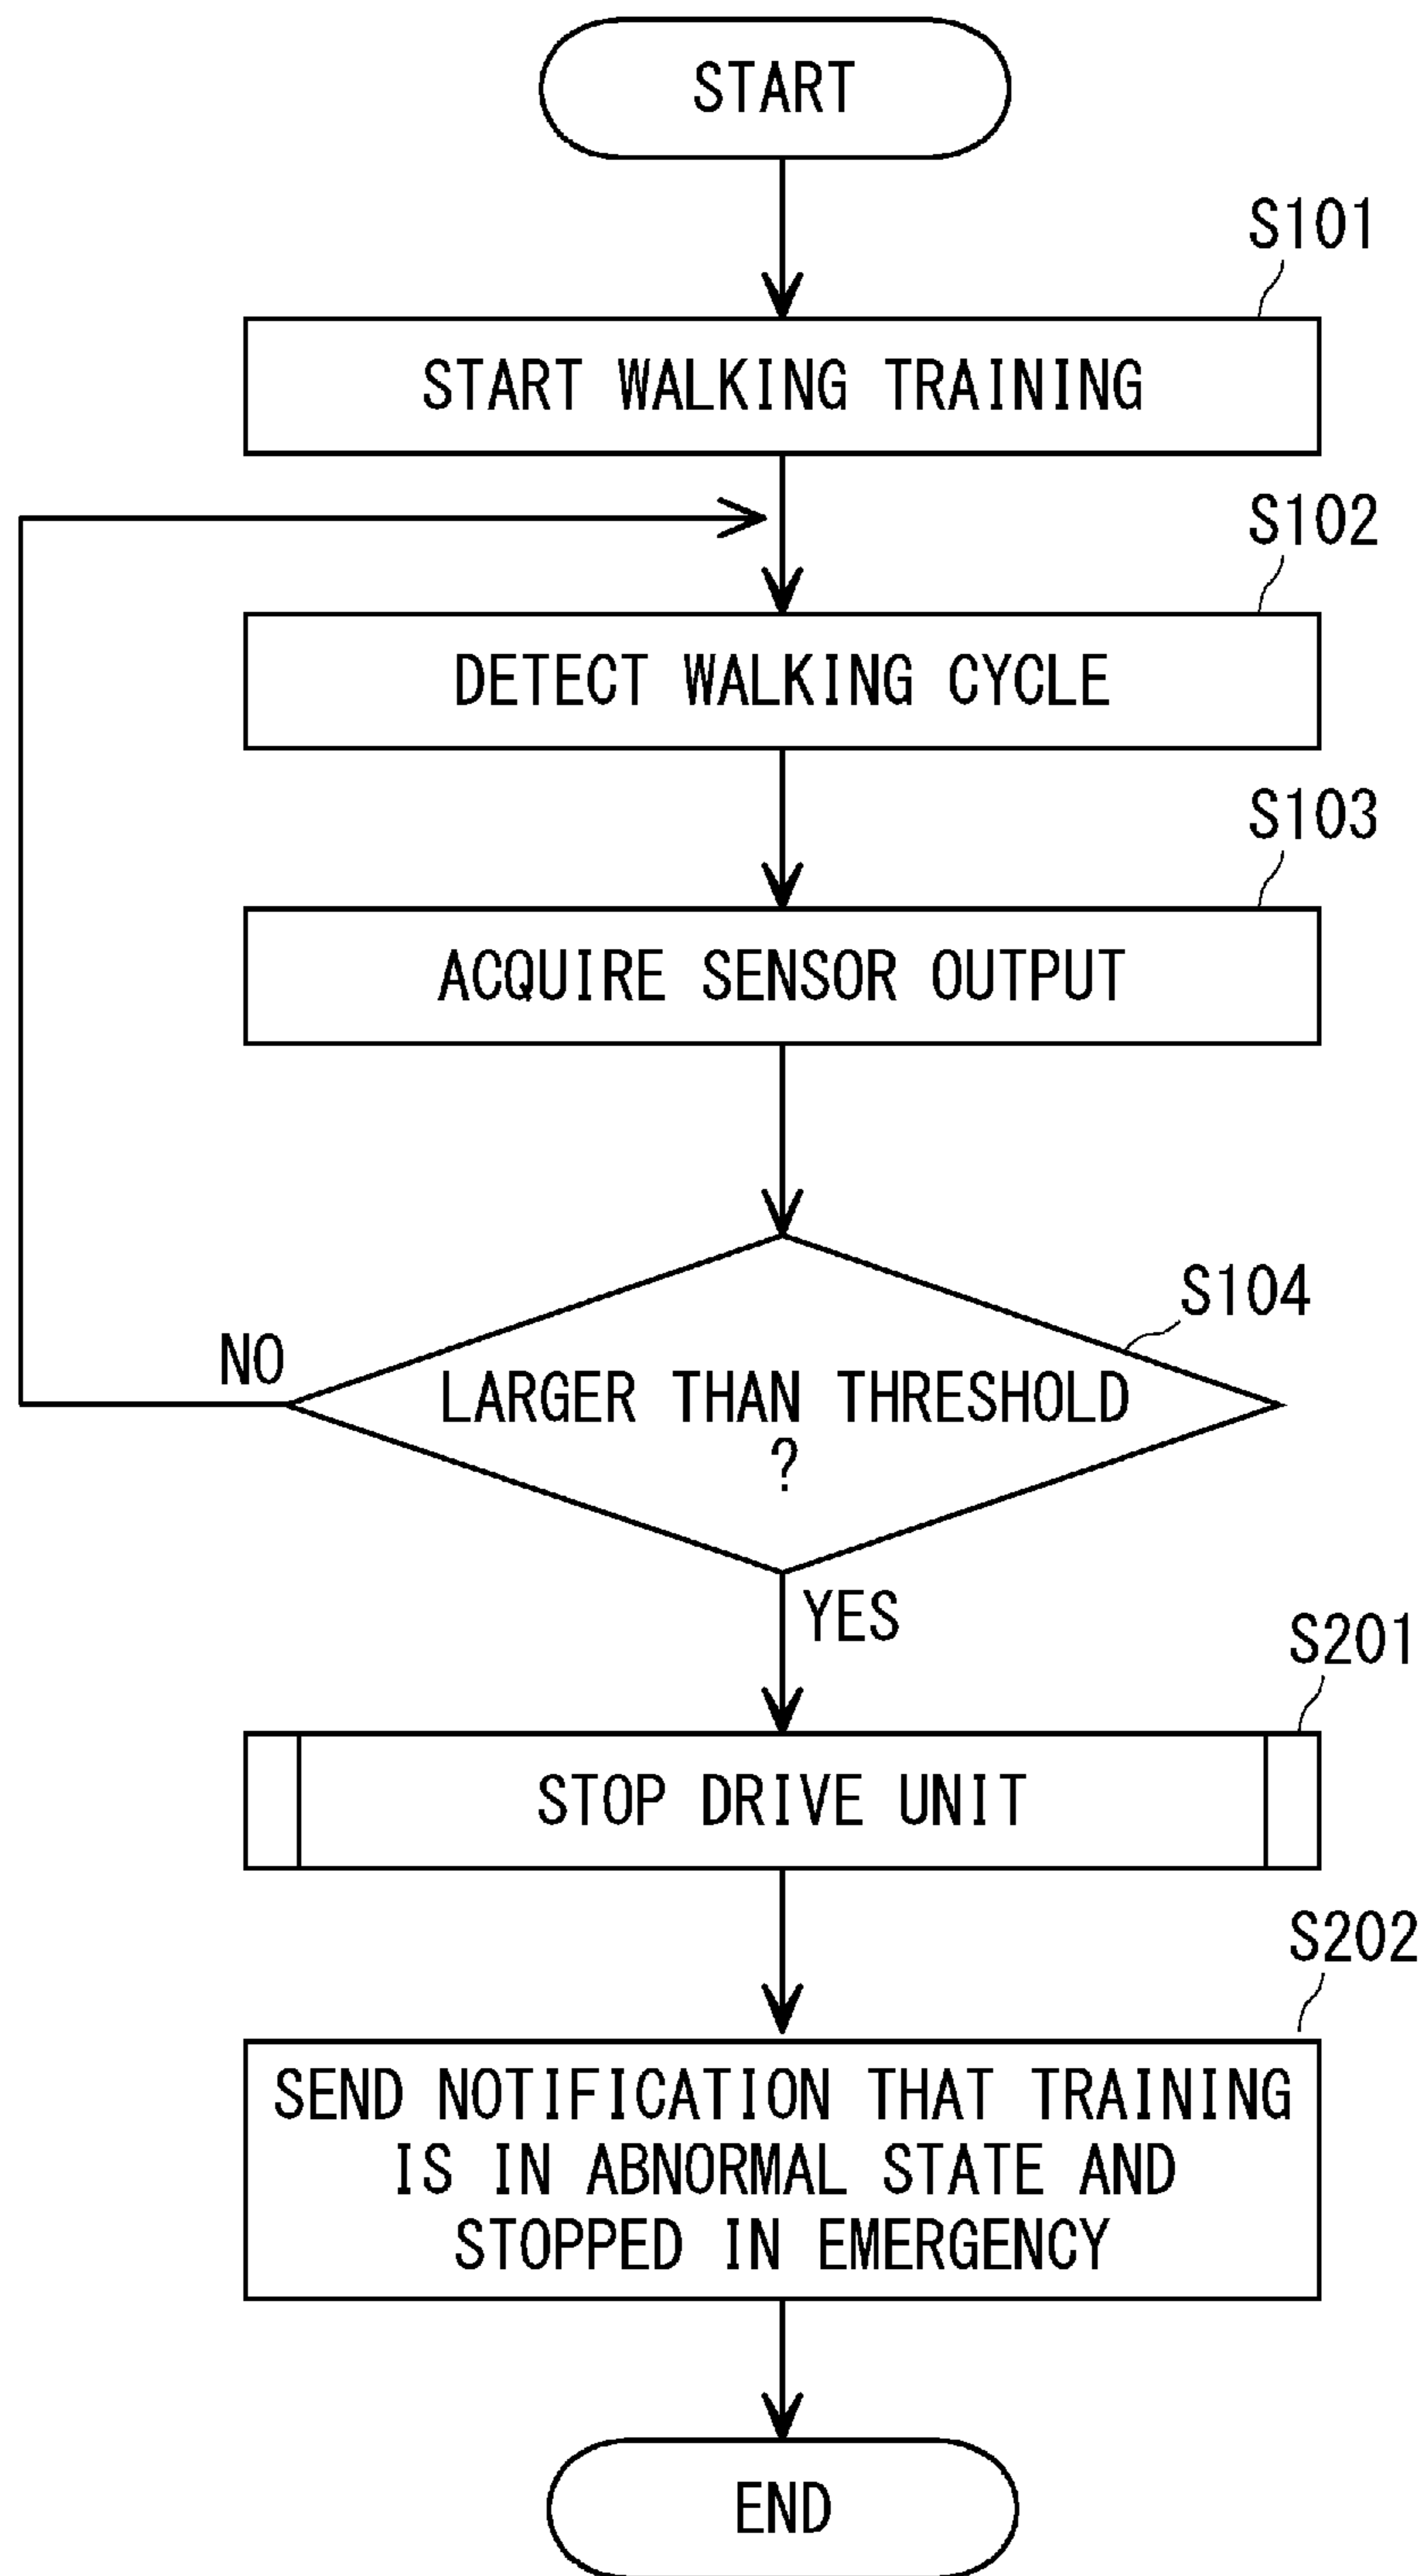 START
S101
START WALKING TRAINING
S102
DETECT WALKING CYCLE
S103
ACQUIRE SENSOR OUTPUT
S104
NO
LARGER THAN THRESHOLD
?
YES
S201
STOP DRIVE UNIT
S202
SEND NOTIFICATION THAT TRAINING
IS IN ABNORMAL STATE AND
STOPPED IN EMERGENCY
END